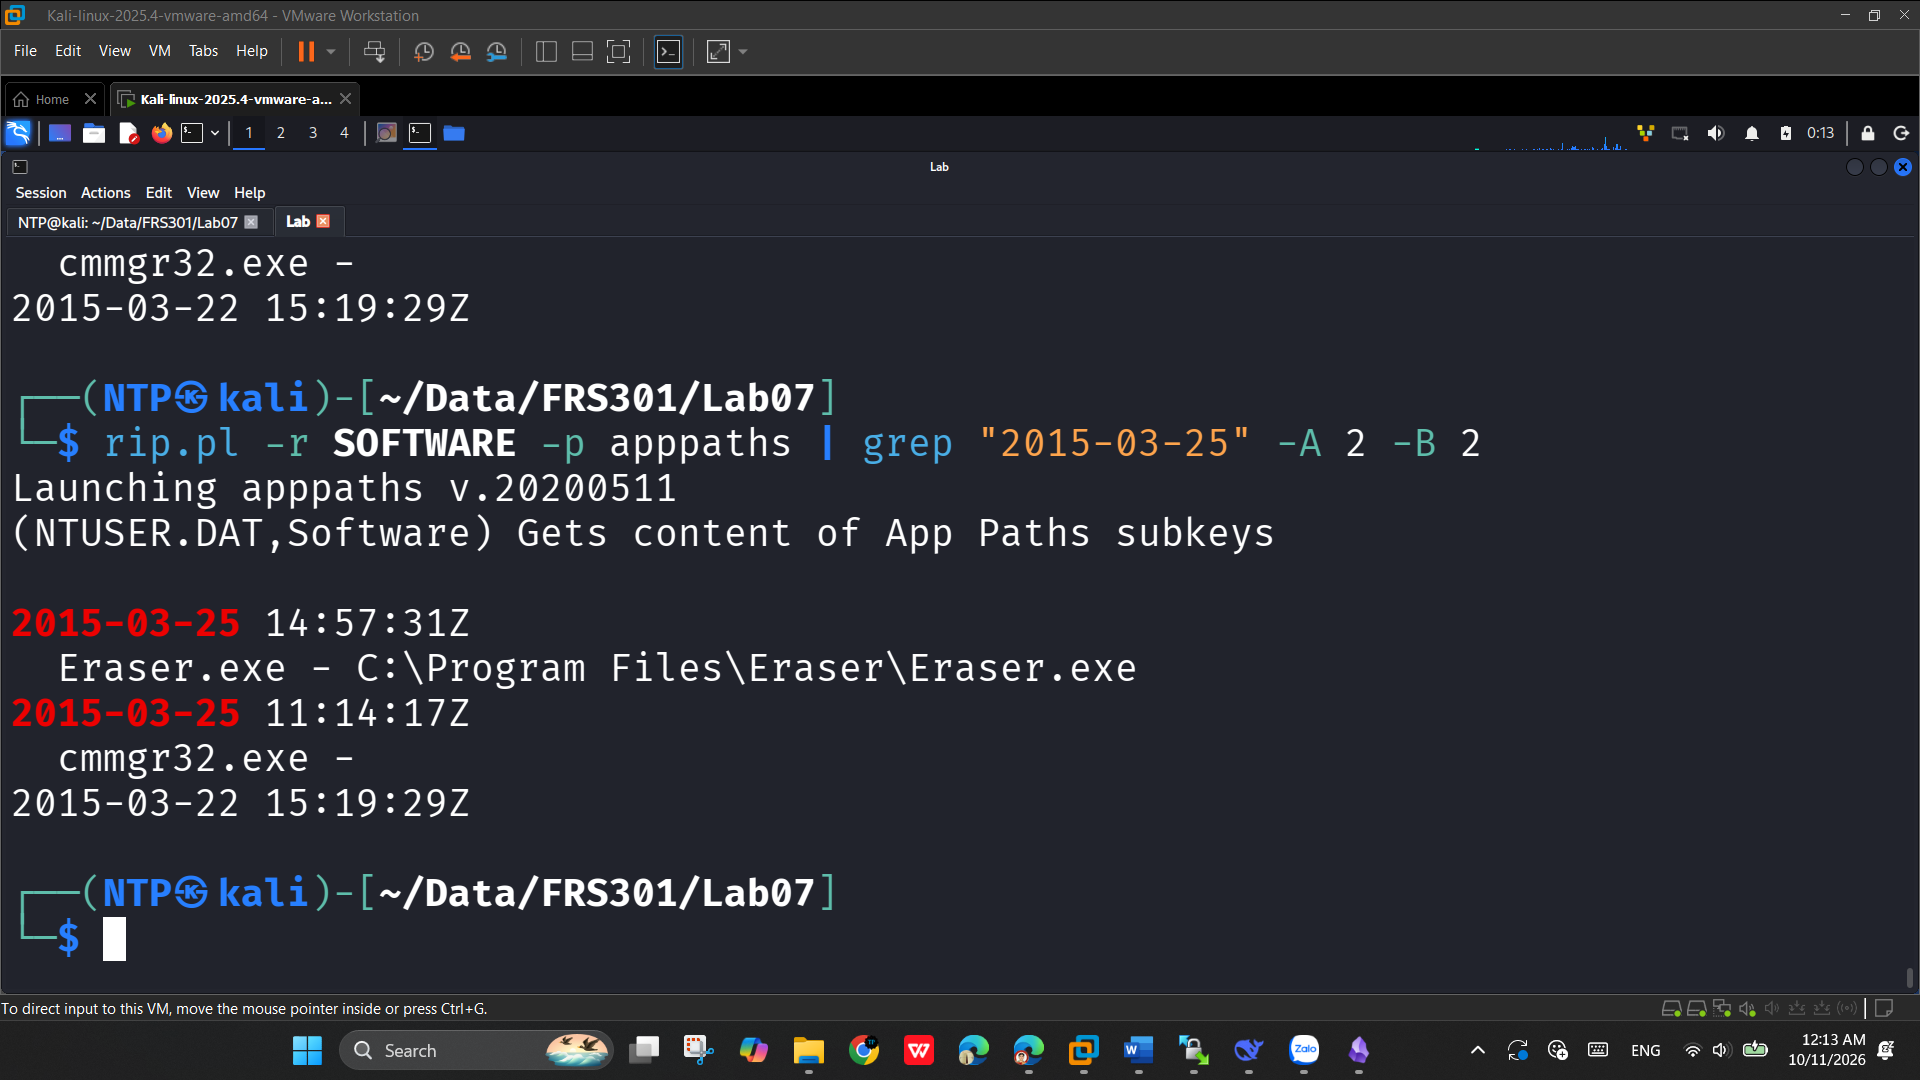 Kali-linux-2025.4-vmware-amd64 - VMware Workstation
File Edit View VM Tabs Help
Home Kali-linux-2025.4-vmware-a...
1 2 3 4 0:13
Lab
Session Actions Edit View Help
NTP@kali: ~/Data/FRS301/Lab07 Lab
cmmgr32.exe -
2015-03-22 15:19:29Z
┌──(NTP㉿kali)-[~/Data/FRS301/Lab07]
└─$ rip.pl -r SOFTWARE -p apppaths | grep "2015-03-25" -A 2 -B 2
Launching apppaths v.20200511
(NTUSER.DAT,Software) Gets content of App Paths subkeys
2015-03-25 14:57:31Z
Eraser.exe - C:\Program Files\Eraser\Eraser.exe
2015-03-25 11:14:17Z
cmmgr32.exe -
2015-03-22 15:19:29Z
┌──(NTP㉿kali)-[~/Data/FRS301/Lab07]
└─$
To direct input to this VM, move the mouse pointer inside or press Ctrl+G.
Search
Zalo
ENG
12:13 AM
10/11/2026